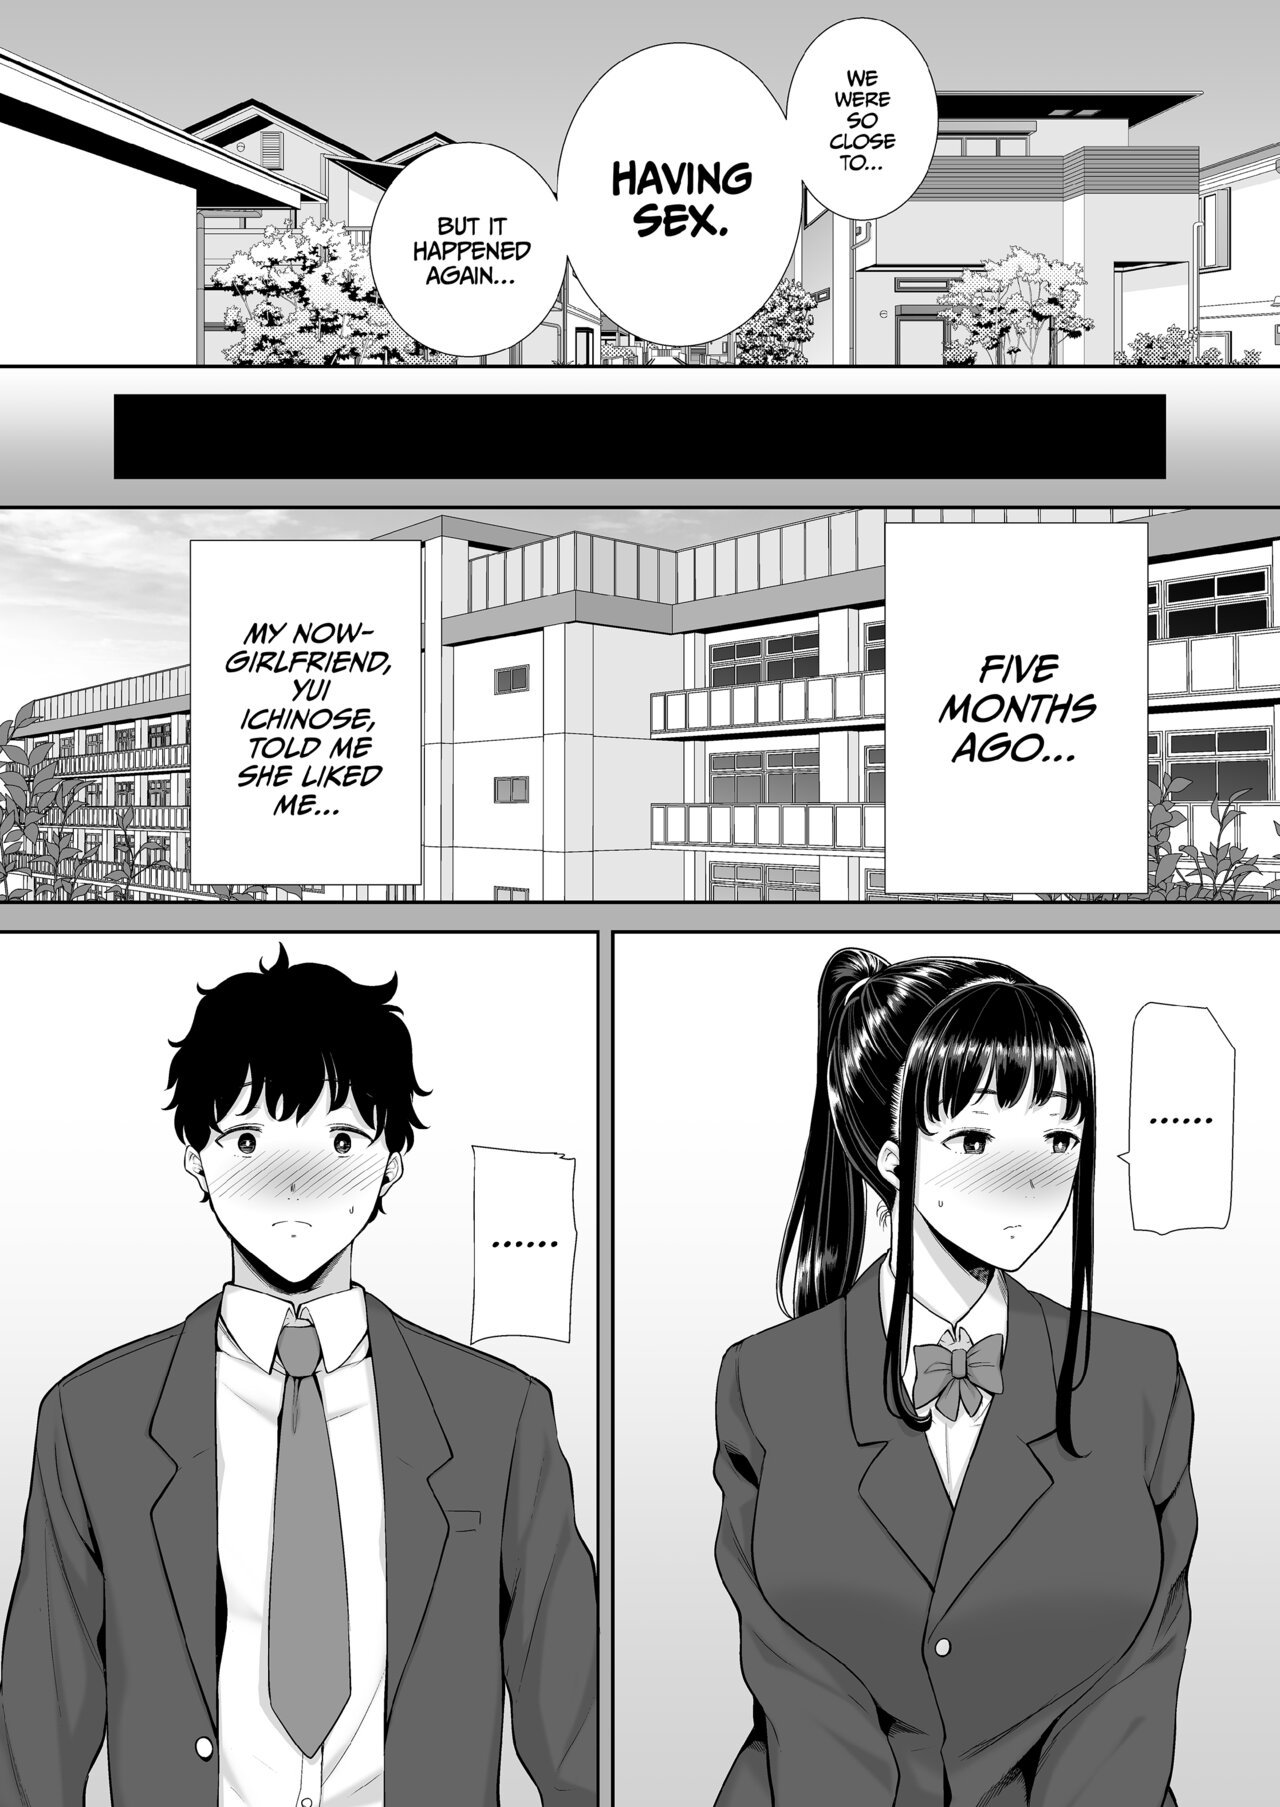 WE
WERE
SO
CLOSE
TO...
HAVING
SEX.
BUT IT
HAPPENED
AGAIN...
FIVE
MONTHS
AGO...
MY NOW-
GIRLFRIEND,
YUI
ICHINOSE,
TOLD ME
SHE LIKED
ME...
......
......